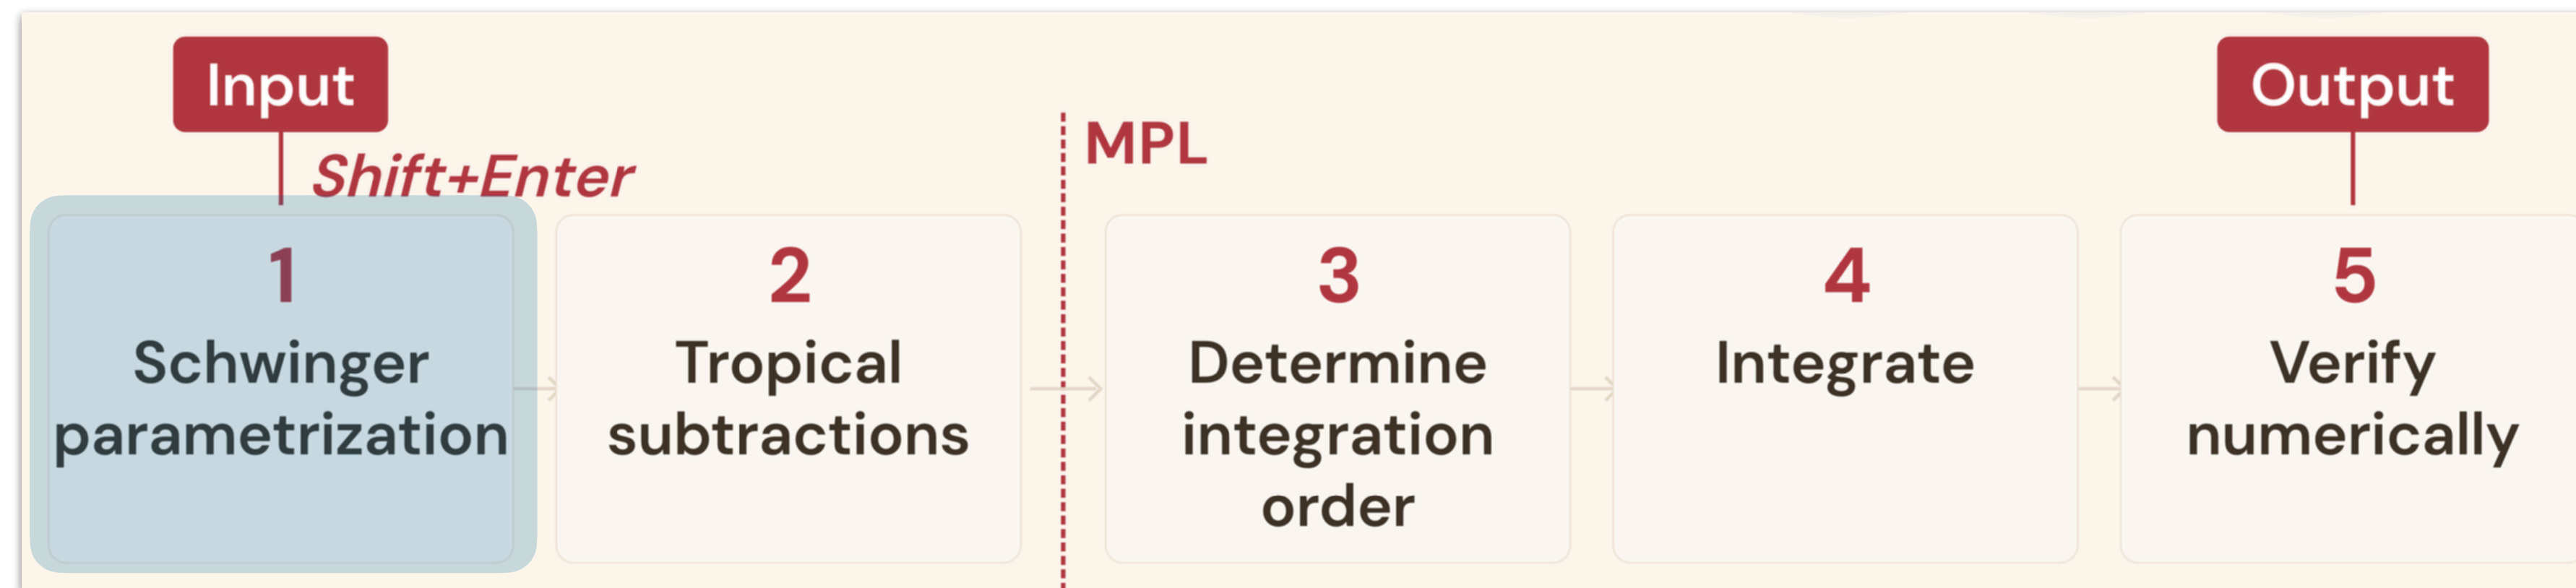 Input
Output
Shift+Enter
MPL
1
Schwinger
parametrization
2
Tropical
subtractions
3
Determine
integration
order
4
Integrate
5
Verify
numerically